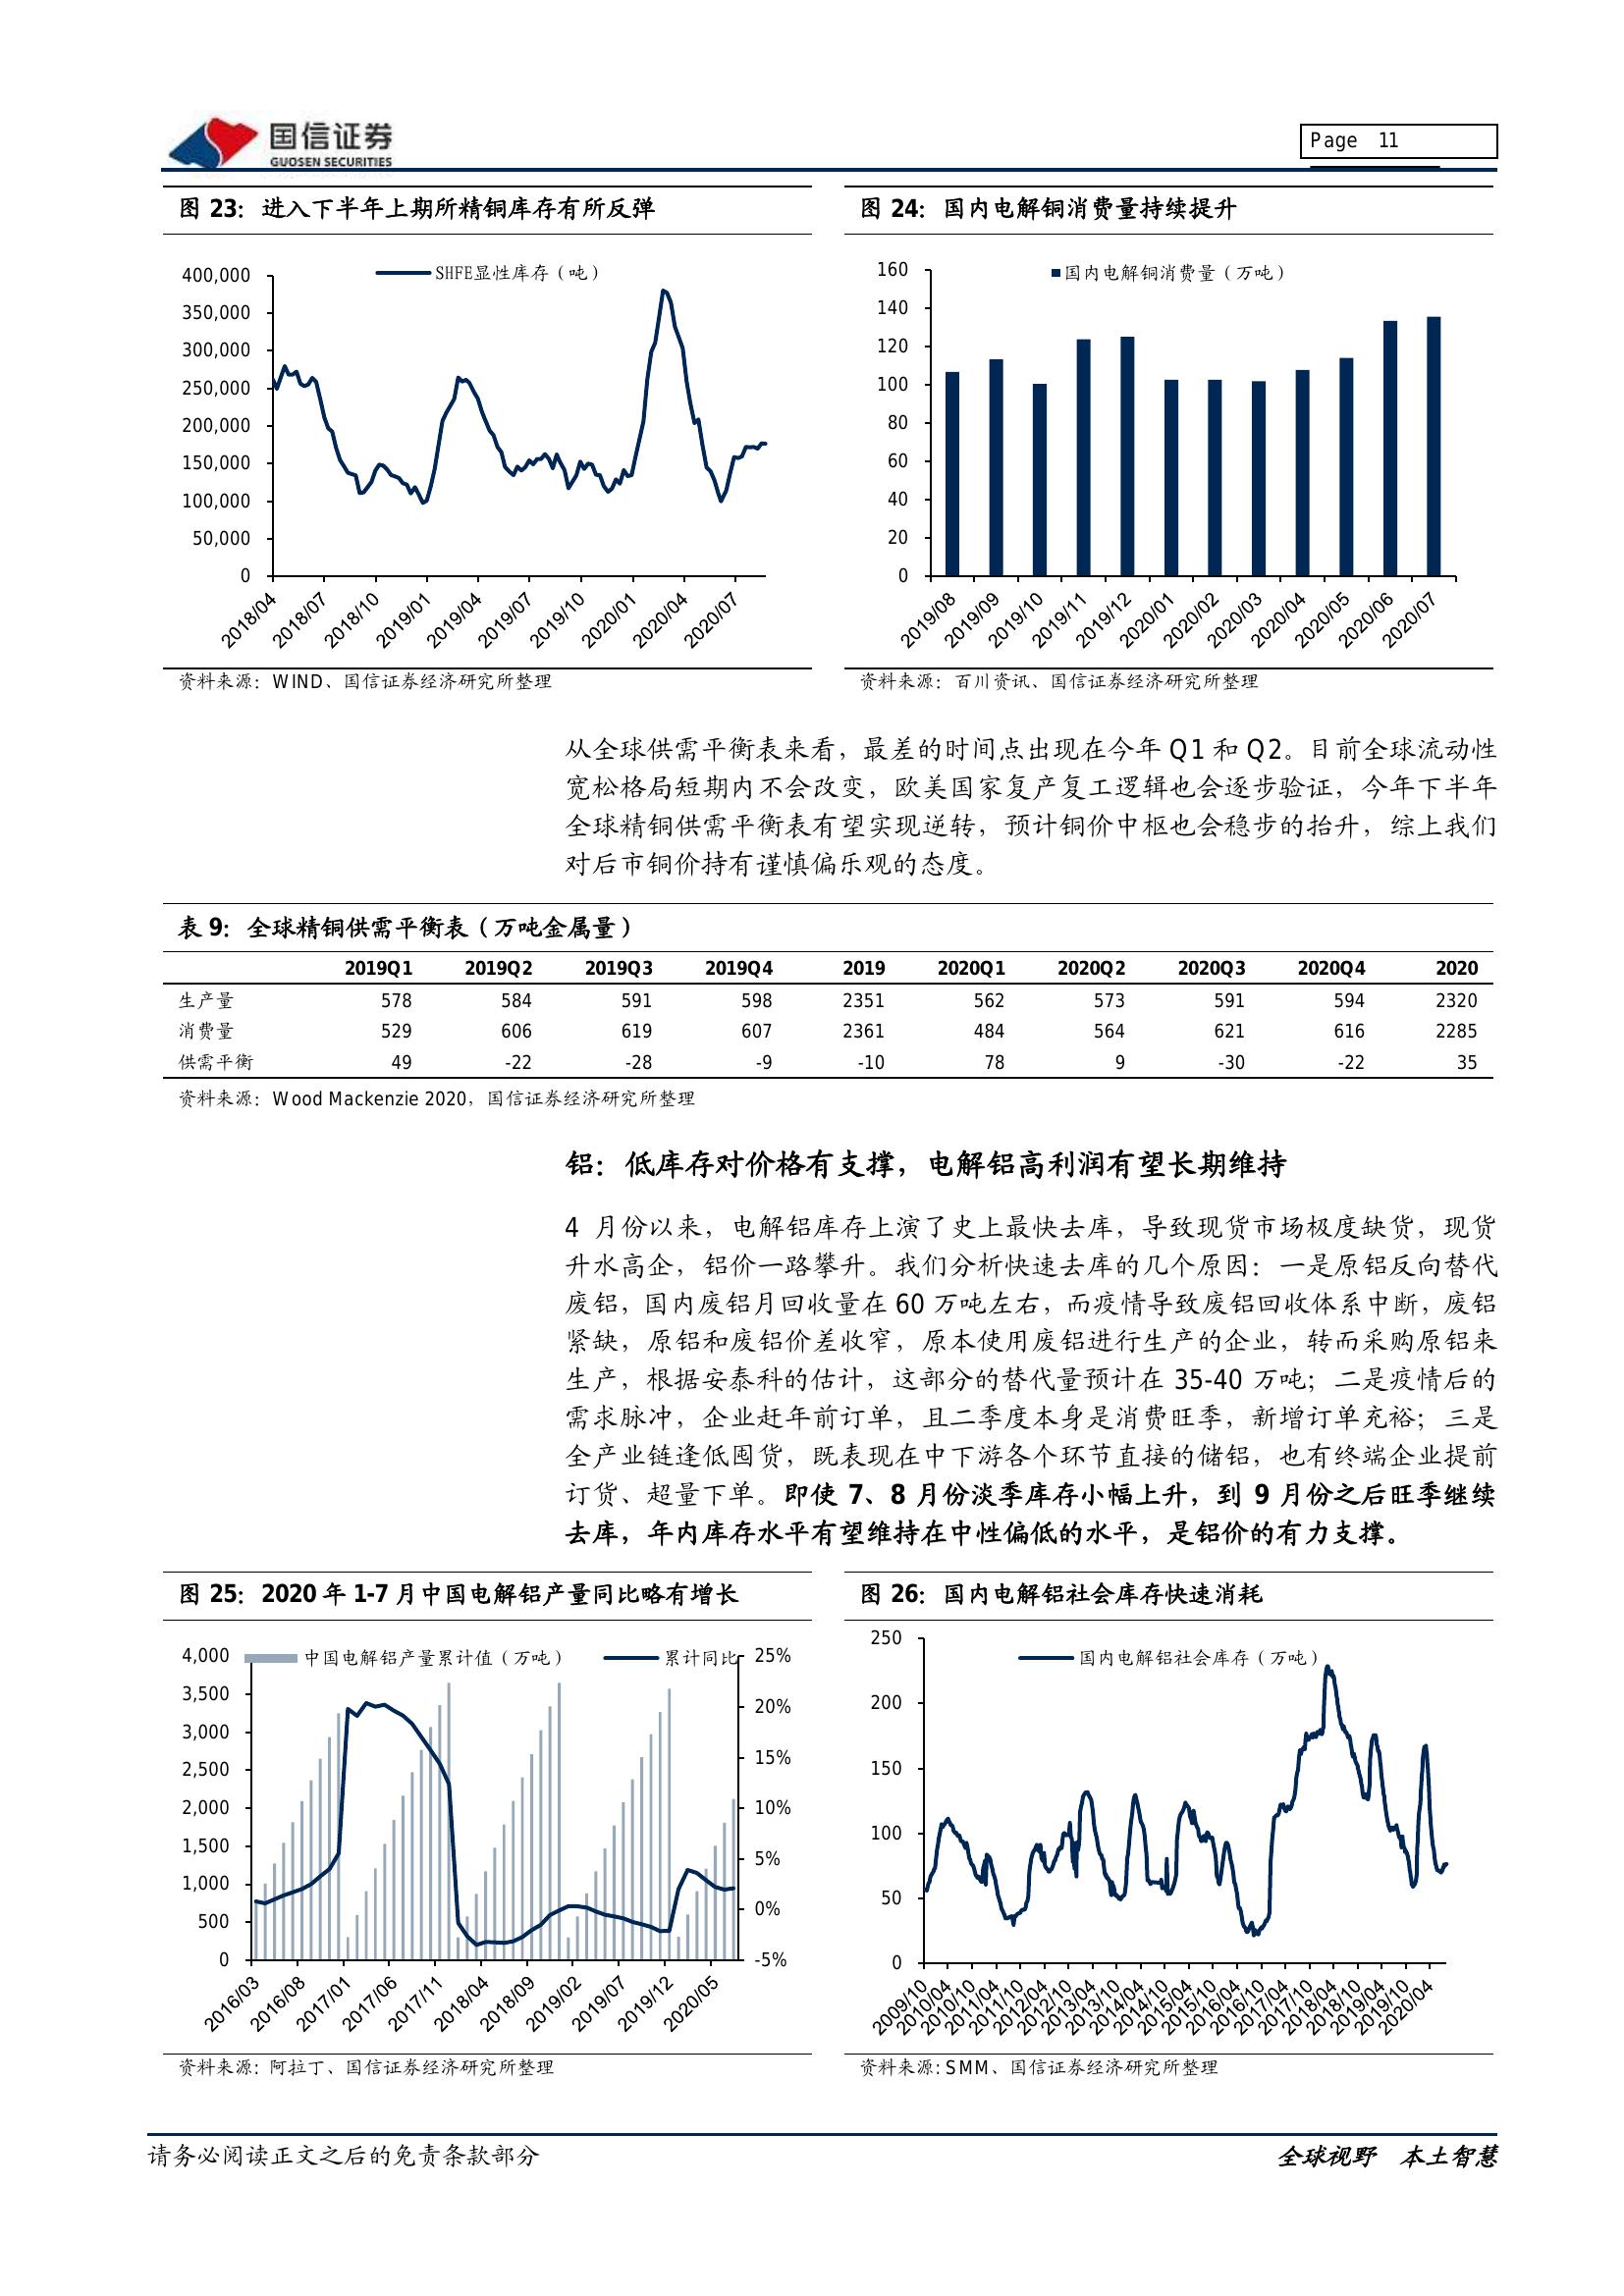 国信证券
GUOSEN SECURITIES
Page 11
图 23：进入下半年上期所精铜库存有所反弹
SHFE显性库存（吨）
400,000
350,000
300,000
250,000
200,000
150,000
100,000
50,000
0
2018/04 2018/07 2018/10 2019/01 2019/04 2019/07 2019/10 2020/01 2020/04 2020/07
资料来源：WIND、国信证券经济研究所整理
图 24：国内电解铜消费量持续提升
国内电解铜消费量（万吨）
160
140
120
100
80
60
40
20
0
2019/08 2019/09 2019/10 2019/11 2019/12 2020/01 2020/02 2020/03 2020/04 2020/05 2020/06 2020/07
资料来源：百川资讯、国信证券经济研究所整理
从全球供需平衡表来看，最差的时间点出现在今年 Q1 和 Q2。目前全球流动性
宽松格局短期内不会改变，欧美国家复产复工逻辑也会逐步验证，今年下半年
全球精铜供需平衡表有望实现逆转，预计铜价中枢也会稳步的抬升，综上我们
对后市铜价持有谨慎偏乐观的态度。
表 9：全球精铜供需平衡表（万吨金属量）
2019Q1 2019Q2 2019Q3 2019Q4 2019 2020Q1 2020Q2 2020Q3 2020Q4 2020
生产量 578 584 591 598 2351 562 573 591 594 2320
消费量 529 606 619 607 2361 484 564 621 616 2285
供需平衡 49 -22 -28 -9 -10 78 9 -30 -22 35
资料来源：Wood Mackenzie 2020，国信证券经济研究所整理
铝：低库存对价格有支撑，电解铝高利润有望长期维持
4 月份以来，电解铝库存上演了史上最快去库，导致现货市场极度缺货，现货
升水高企，铝价一路攀升。我们分析快速去库的几个原因：一是原铝反向替代
废铝，国内废铝月回收量在 60 万吨左右，而疫情导致废铝回收体系中断，废铝
紧缺，原铝和废铝价差收窄，原本使用废铝进行生产的企业，转而采购原铝来
生产，根据安泰科的估计，这部分的替代量预计在 35-40 万吨；二是疫情后的
需求脉冲，企业赶年前订单，且二季度本身是消费旺季，新增订单充裕；三是
全产业链逢低囤货，既表现在中下游各个环节直接的储铝，也有终端企业提前
订货、超量下单。即使 7、8 月份淡季库存小幅上升，到 9 月份之后旺季继续
去库，年内库存水平有望维持在中性偏低的水平，是铝价的有力支撑。
图 25：2020 年 1-7 月中国电解铝产量同比略有增长
中国电解铝产量累计值（万吨） 累计同比
4,000
3,500
3,000
2,500
2,000
1,500
1,000
500
0
25%
20%
15%
10%
5%
0%
-5%
2016/03 2016/08 2017/01 2017/06 2017/11 2018/04 2018/09 2019/02 2019/07 2019/12 2020/05
资料来源：阿拉丁、国信证券经济研究所整理
图 26：国内电解铝社会库存快速消耗
国内电解铝社会库存（万吨）
250
200
150
100
50
0
2009/10 2010/04 2010/10 2011/04 2011/10 2012/04 2012/10 2013/04 2013/10 2014/04 2014/10 2015/04 2015/10 2016/04 2016/10 2017/04 2017/10 2018/04 2018/10 2019/04 2019/10 2020/04
资料来源：SMM、国信证券经济研究所整理
请务必阅读正文之后的免责条款部分
全球视野 本土智慧